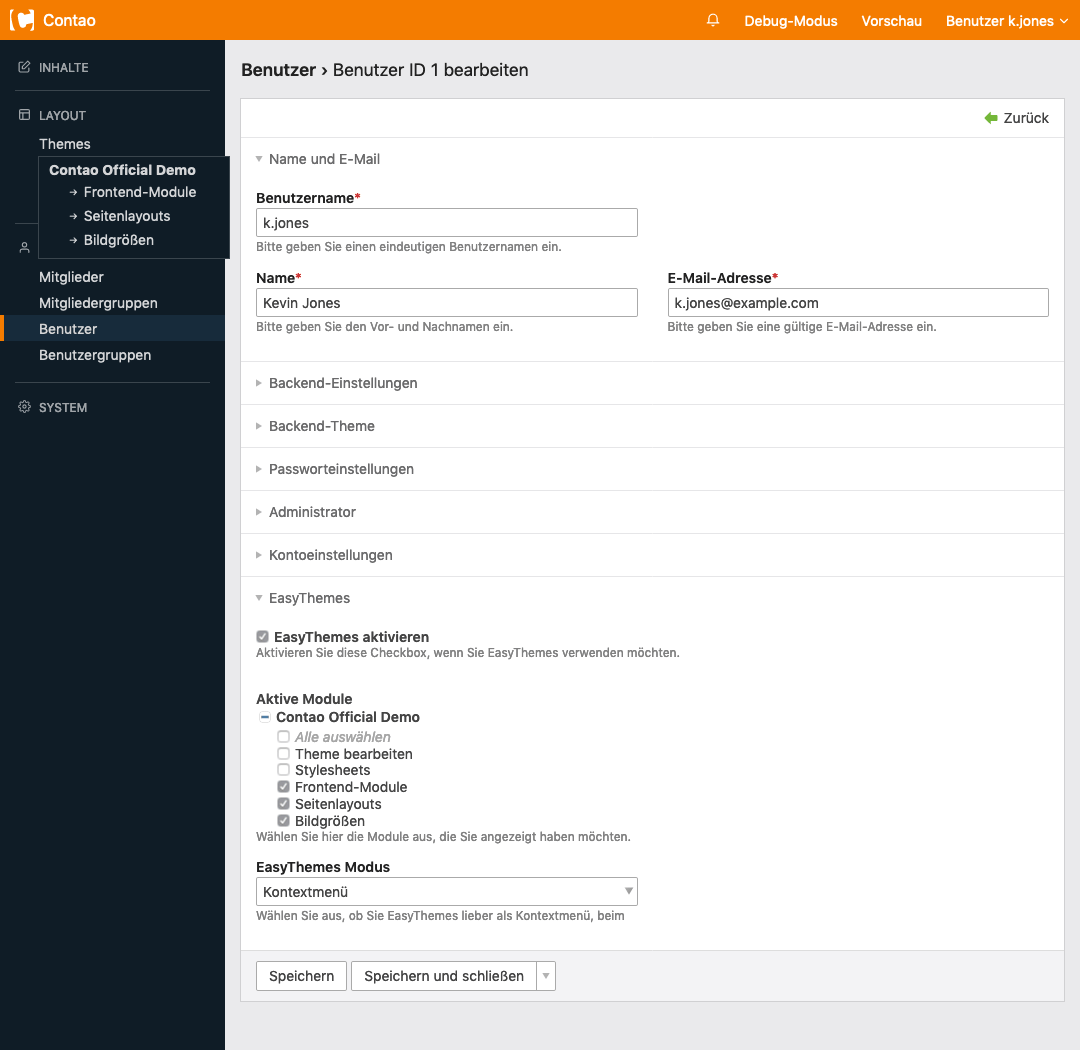 Contao
Debug-Modus Vorschau Benutzer k.jones
INHALTE
LAYOUT
Themes
Contao Official Demo
Frontend-Module
Seitenlayouts
Bildgrößen
Mitglieder
Mitgliedergruppen
Benutzer
Benutzergruppen
SYSTEM
Benutzer › Benutzer ID 1 bearbeiten
Zurück
Name und E-Mail
Benutzername*
k.jones
Bitte geben Sie einen eindeutigen Benutzernamen ein.
Name*
Kevin Jones
Bitte geben Sie den Vor- und Nachnamen ein.
E-Mail-Adresse*
k.jones@example.com
Bitte geben Sie eine gültige E-Mail-Adresse ein.
Backend-Einstellungen
Backend-Theme
Passworteinstellungen
Administrator
Kontoeinstellungen
EasyThemes
EasyThemes aktivieren
Aktivieren Sie diese Checkbox, wenn Sie EasyThemes verwenden möchten.
Aktive Module
Contao Official Demo
Alle auswählen
Theme bearbeiten
Stylesheets
Frontend-Module
Seitenlayouts
Bildgrößen
Wählen Sie hier die Module aus, die Sie angezeigt haben möchten.
EasyThemes Modus
Kontextmenü
Wählen Sie aus, ob Sie EasyThemes lieber als Kontextmenü, beim
Speichern
Speichern und schließen